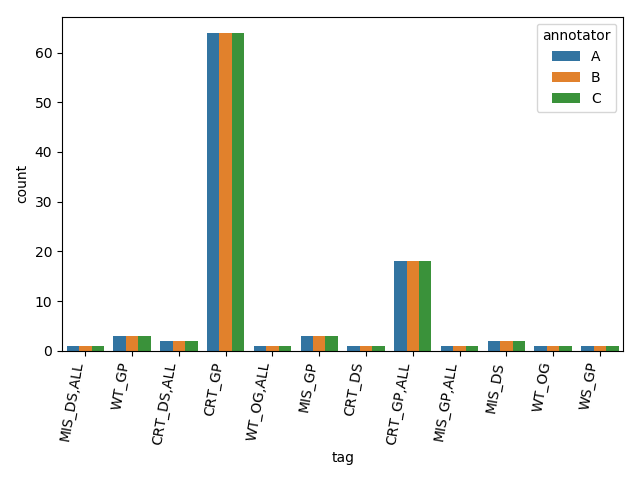 annotator
A
B
C
count
60
50
40
30
20
10
0
MIS_DS,ALL
WT_GP
CRT_DS,ALL
CRT_GP
WT_OG,ALL
MIS_GP
CRT_DS
CRT_GP,ALL
MIS_GP,ALL
MIS_DS
WT_OG
WS_GP
tag